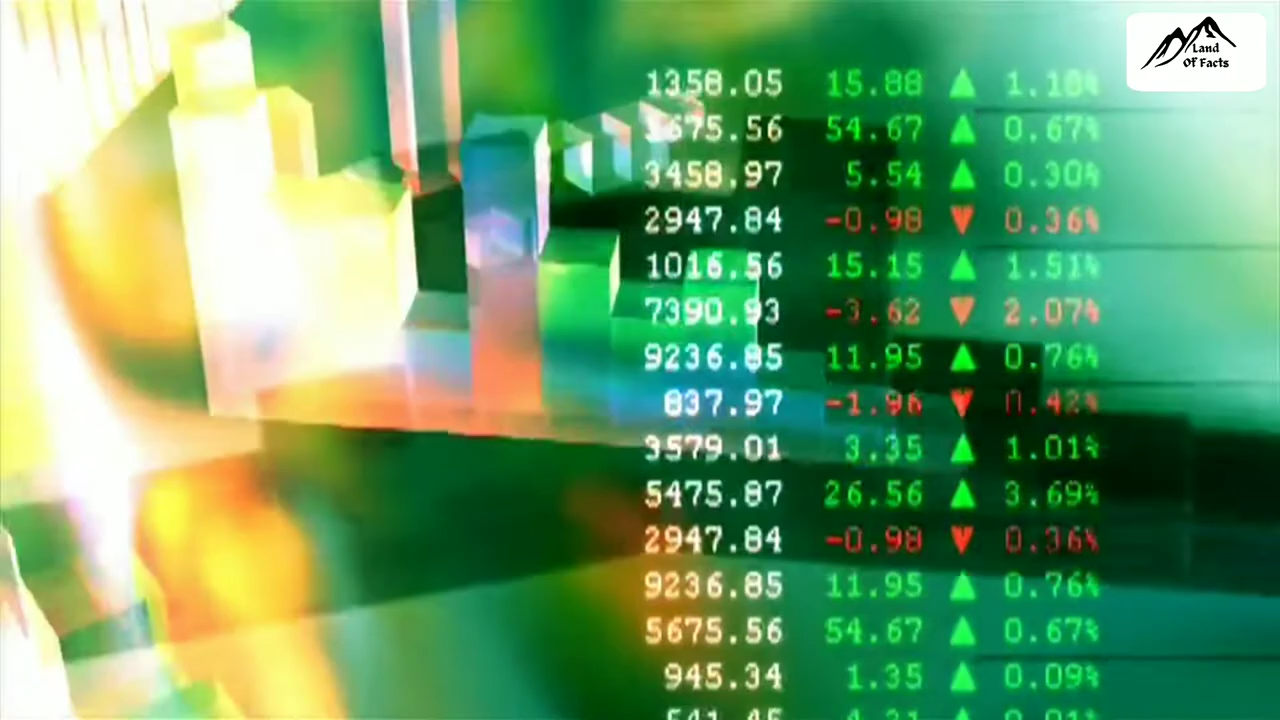 Land
Of Facts
1358.05 15.88 ▲ 1.18%
3675.56 54.67 ▲ 0.67%
3458.97 5.54 ▲ 0.30%
2947.84 -0.98 ▼ 0.36%
1016.56 15.15 ▲ 1.51%
7390.93 -3.62 ▼ 2.07%
9236.85 11.95 ▲ 0.76%
837.97 -1.96 ▼ 0.42%
3579.01 3.35 ▲ 1.01%
5475.87 26.56 ▲ 3.69%
2947.84 -0.98 ▼ 0.36%
9236.85 11.95 ▲ 0.76%
5675.56 54.67 ▲ 0.67%
945.34 1.35 ▲ 0.09%